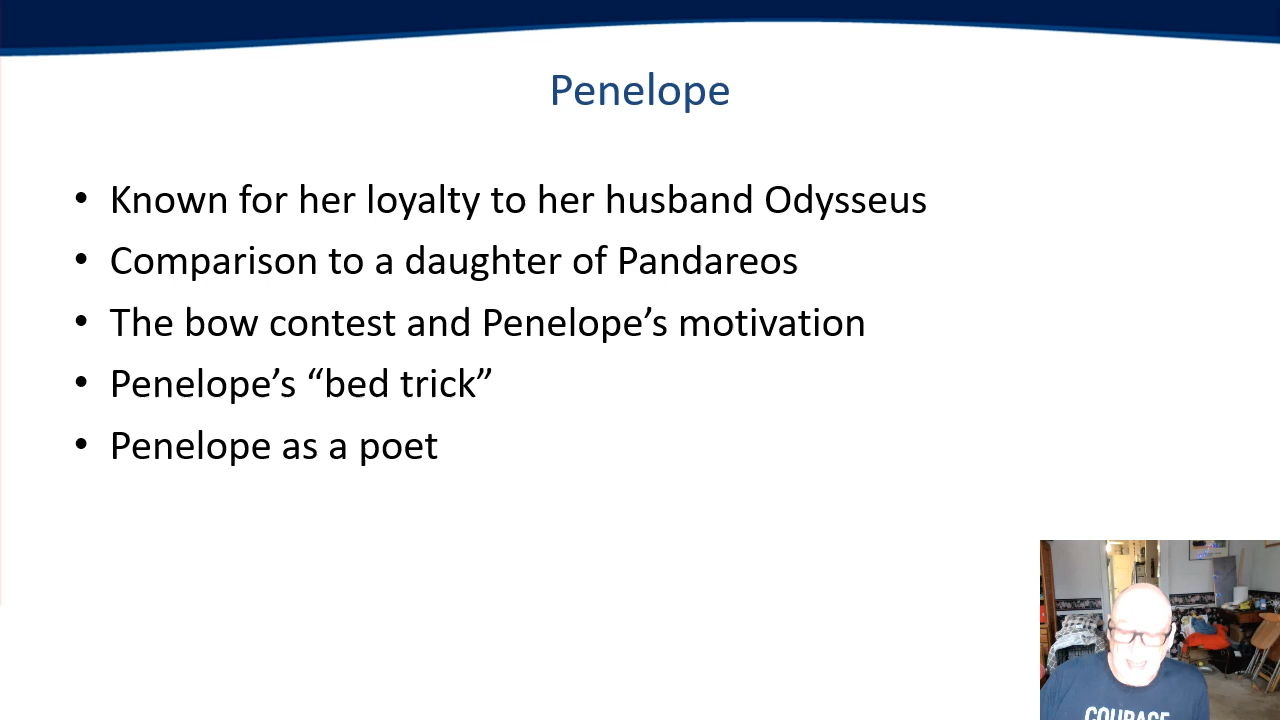 Penelope
• Known for her loyalty to her husband Odysseus
• Comparison to a daughter of Pandareos
• The bow contest and Penelope’s motivation
• Penelope’s “bed trick”
• Penelope as a poet
COURAGE